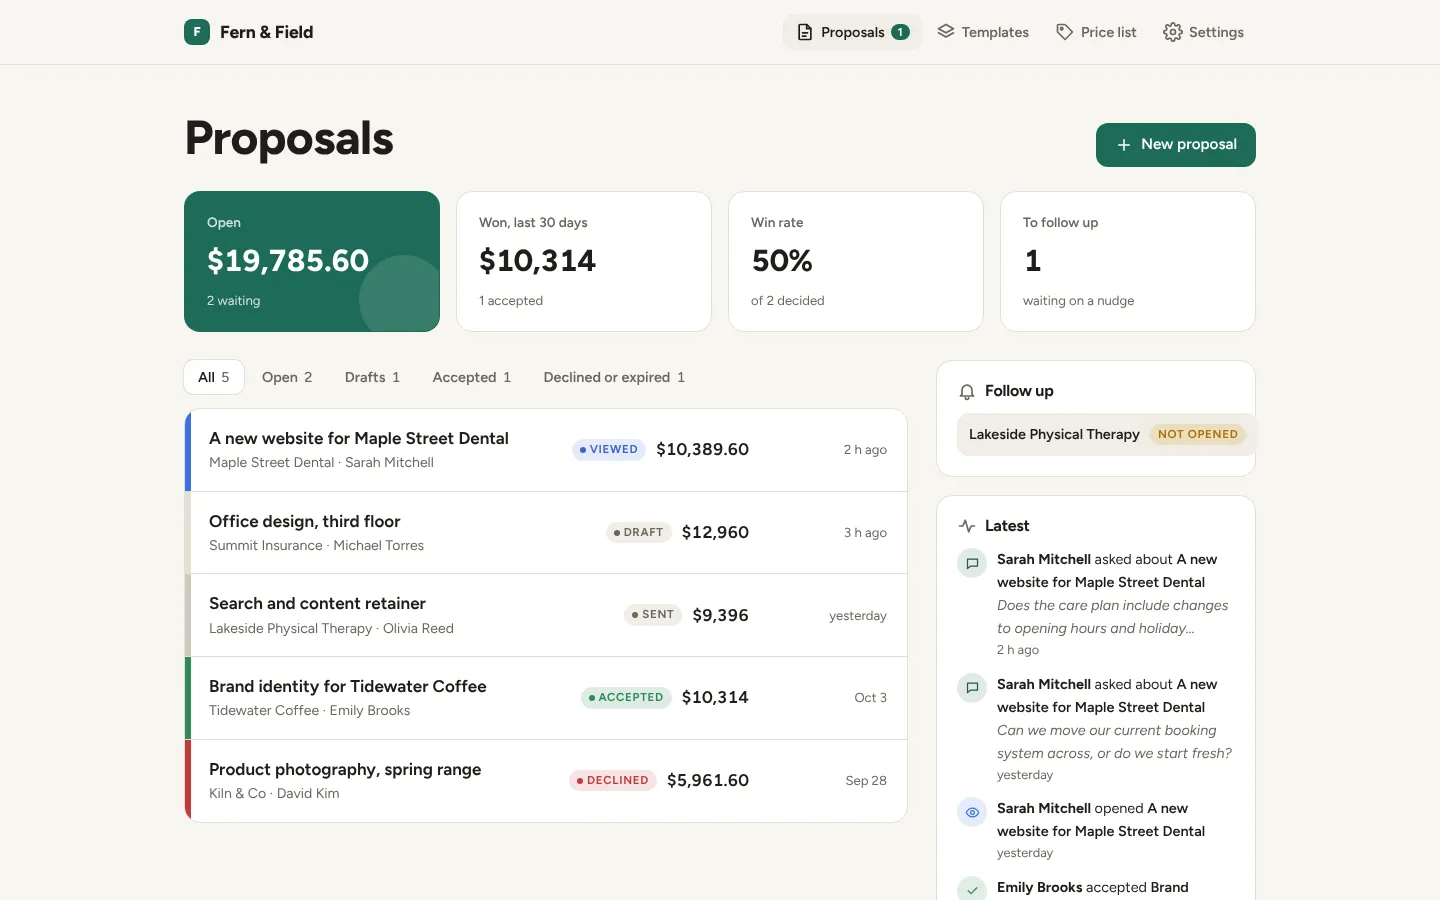 F Fern & Field
Proposals 1 Templates Price list Settings
Proposals
New proposal
Open
$19,785.60
2 waiting
Won, last 30 days
$10,314
1 accepted
Win rate
50%
of 2 decided
To follow up
1
waiting on a nudge
All 5 Open 2 Drafts 1 Accepted 1 Declined or expired 1
A new website for Maple Street Dental
Maple Street Dental · Sarah Mitchell
VIEWED $10,389.60 2 h ago
Office design, third floor
Summit Insurance · Michael Torres
DRAFT $12,960 3 h ago
Search and content retainer
Lakeside Physical Therapy · Olivia Reed
SENT $9,396 yesterday
Brand identity for Tidewater Coffee
Tidewater Coffee · Emily Brooks
ACCEPTED $10,314 Oct 3
Product photography, spring range
Kiln & Co · David Kim
DECLINED $5,961.60 Sep 28
Follow up
Lakeside Physical Therapy NOT OPENED
Latest
Sarah Mitchell asked about A new
website for Maple Street Dental
Does the care plan include changes
to opening hours and holiday…
2 h ago
Sarah Mitchell asked about A new
website for Maple Street Dental
Can we move our current booking
system across, or do we start fresh?
yesterday
Sarah Mitchell opened A new
website for Maple Street Dental
yesterday
Emily Brooks accepted Brand